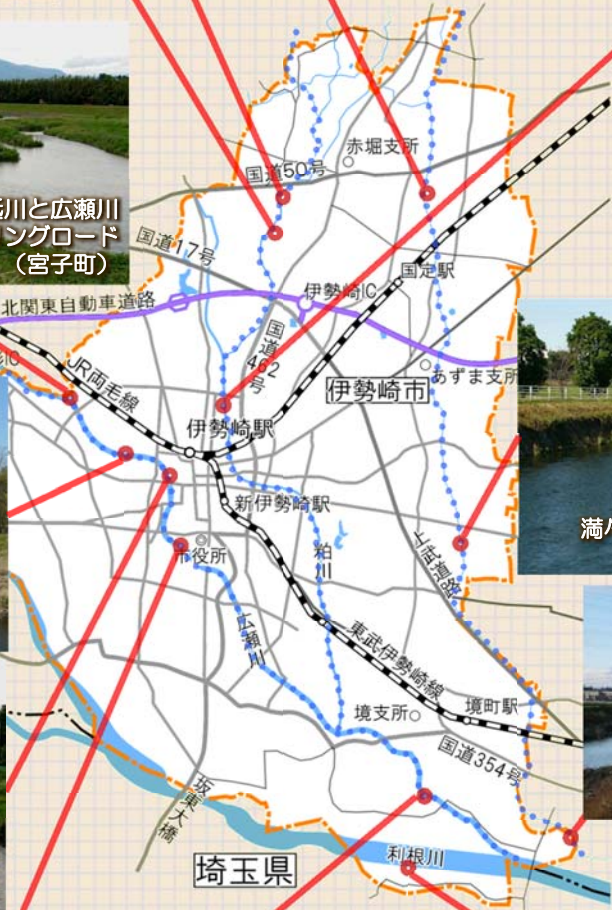 赤堀支所
国道50号
川と広瀬川
ングロード
（宮子町）
国道17号
国定駅
北関東自動車道路
伊勢崎IC
国道462号
IC
JR両毛線
あずま支所
伊勢崎市
伊勢崎駅
新伊勢崎駅
満
市役所
粕川
上武道路
広瀬川
東武伊勢崎線
境支所
境町駅
国道354号
坂東大橋
利根川
埼玉県